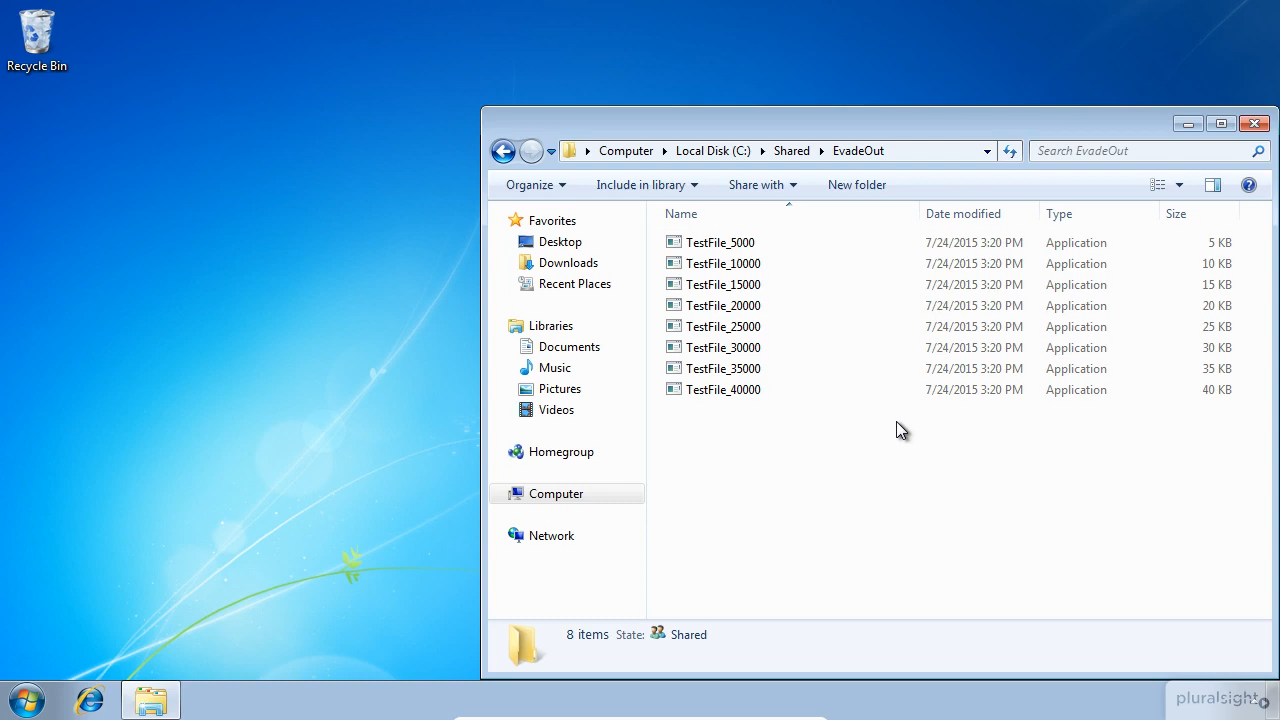 Recycle Bin
Computer Local Disk (C:) Shared EvadeOut
Search EvadeOut
Organize Include in library Share with New folder
Favorites
Desktop
Downloads
Recent Places
Libraries
Documents
Music
Pictures
Videos
Homegroup
Computer
Network
Name Date modified Type Size
TestFile_5000 7/24/2015 3:20 PM Application 5 KB
TestFile_10000 7/24/2015 3:20 PM Application 10 KB
TestFile_15000 7/24/2015 3:20 PM Application 15 KB
TestFile_20000 7/24/2015 3:20 PM Application 20 KB
TestFile_25000 7/24/2015 3:20 PM Application 25 KB
TestFile_30000 7/24/2015 3:20 PM Application 30 KB
TestFile_35000 7/24/2015 3:20 PM Application 35 KB
TestFile_40000 7/24/2015 3:20 PM Application 40 KB
8 items State: Shared
pluralsight